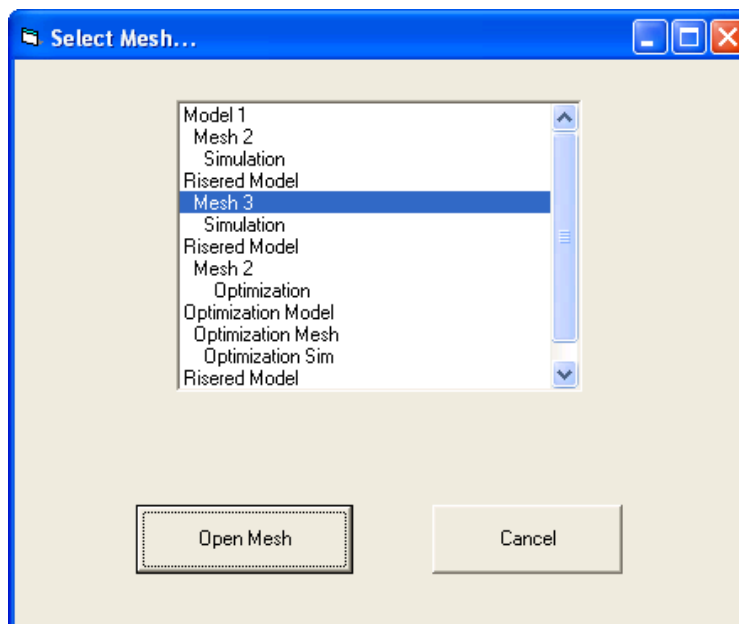 Select Mesh...
Model 1
Mesh 2
Simulation
Risered Model
Mesh 3
Simulation
Risered Model
Mesh 2
Optimization
Optimization Model
Optimization Mesh
Optimization Sim
Risered Model
Open Mesh
Cancel